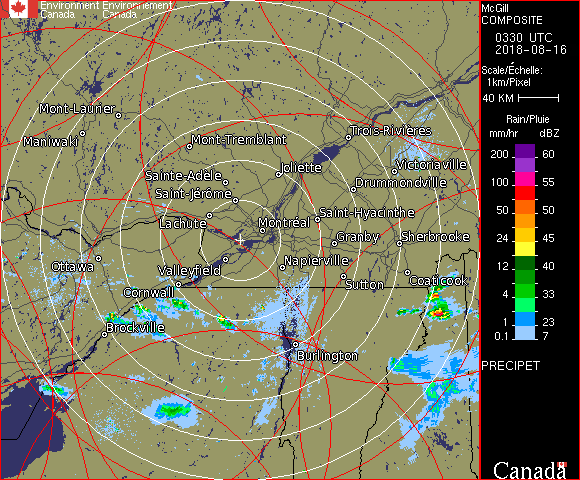 Environment Environnement
Canada Canada
McGill
COMPOSITE
0330 UTC
2018-08-16
Scale/Échelle:
1km/Pixel
40 KM
Rain/Pluie
mm/hr dBZ
200 60
100 55
50 50
24 45
12 40
4 33
1 23
0.1 7
PRECIPET
Canada
Mont-Laurier
Maniwaki
Mont-Tremblant
Trois-Rivières
Victoriaville
Joliette
Sainte-Adèle
Drummondville
Saint-Jérôme
Saint-Hyacinthe
Lachute
Montréal
Granby
Sherbrooke
Ottawa
Valleyfield
Napierville
Sutton
Coaticook
Cornwall
Brockville
Burlington